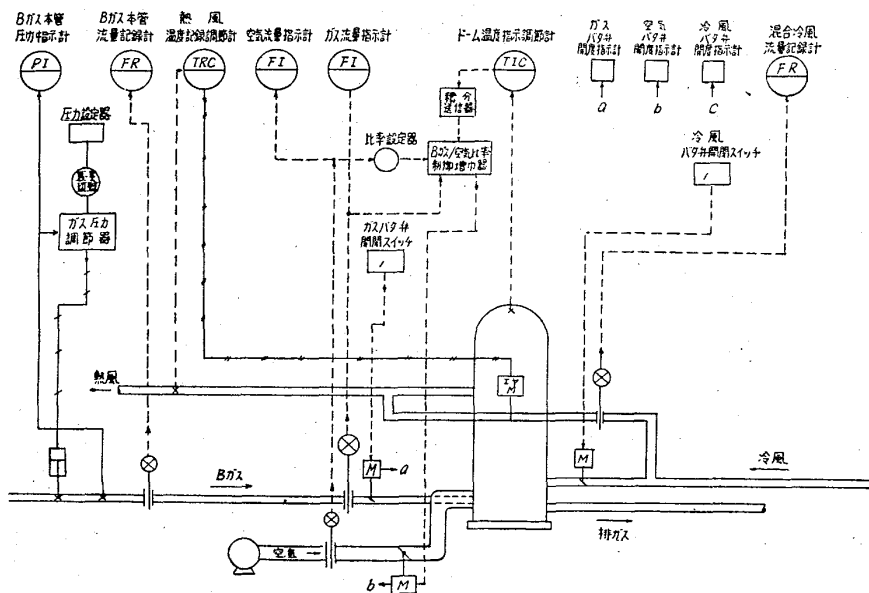 Bガス本管
圧力指示計
Bガス本管
流量記録計
熱風
温度記録調節計
空気流量指示計
ガス流量指示計
ドーム温度指示調節計
ガス
バタ弁
開度指示計
空気
バタ弁
開度指示計
冷風
バタ弁
開度指示計
混合冷風
流量記録計
PI
FR
TRC
FI
FI
TIC
a
b
c
FR
圧力設定器
積分
送信器
比率設定器
Bガス/空気比率
制御増巾器
冷風
バタ弁開閉スイッチ
ガス圧力
調節器
ガスバタ弁
開閉スイッチ
熱風
M
M
a
M
Bガス
冷風
空気
排ガス
b
M